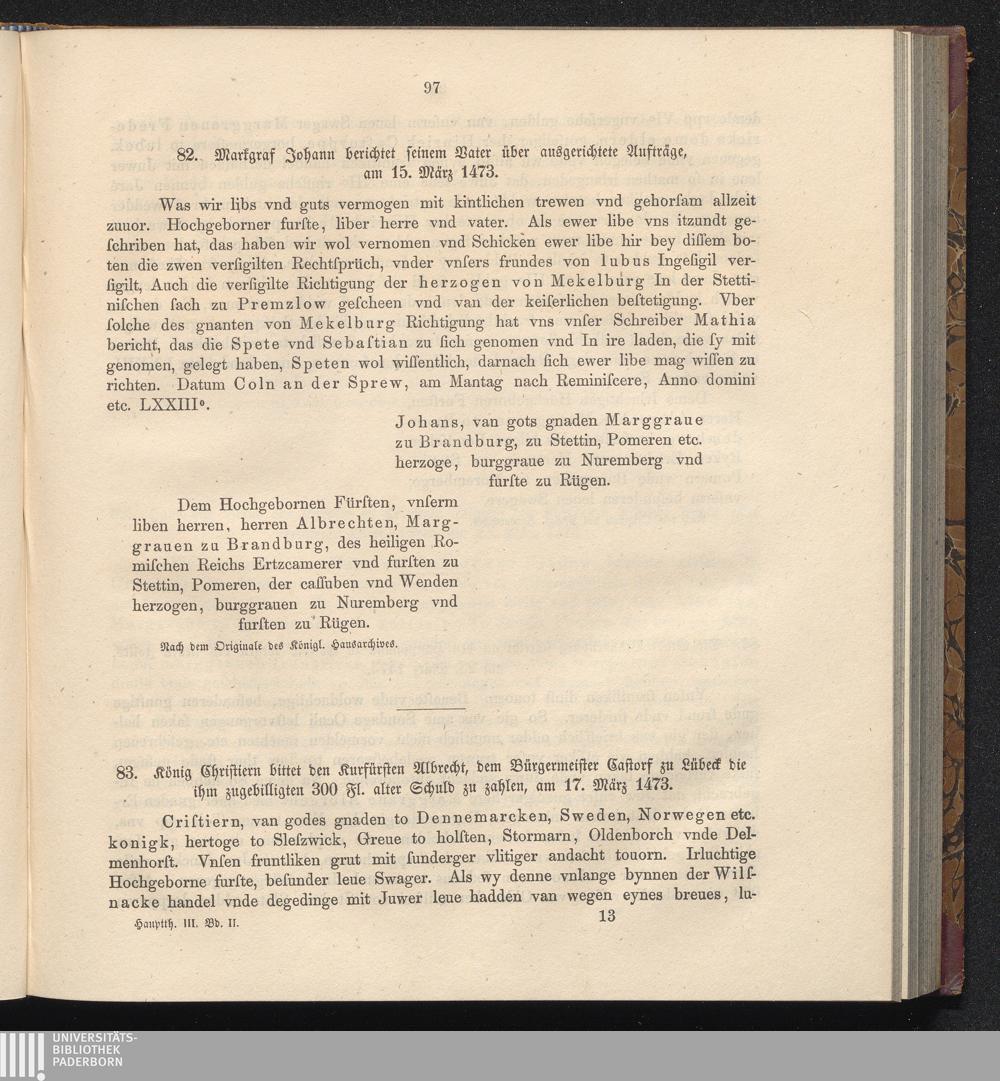 97
82. Markgraf Johann berichtet ſeinem Vater über ausgerichtete Aufträge,
am 15. März 1473.
Was wir libs vnd guts vermogen mit kintlichen trewen vnd gehorſam allzeit
zuuor. Hochgeborner furſte, liber herre vnd vater. Als ewer libe vns itzundt ge-
ſchriben hat, das haben wir wol vernomen vnd Schicken ewer libe hir bey diſſem bo-
ten die zwen verſigilten Rechtſprüch, vnder vnſers frundes von lubus Ingeſigil ver-
ſigilt, Auch die verſigilte Richtigung der herzogen von Mekelburg In der Stetti-
niſchen ſach zu Premzlow geſcheen vnd van der keiſerlichen beſtetigung. Vber
ſolche des gnanten von Mekelburg Richtigung hat vns vnſer Schreiber Mathia
bericht, das die Spete vnd Sebaſtian zu ſich genomen vnd In ire laden, die ſy mit
genomen, gelegt haben, Speten wol wiſſentlich, darnach ſich ewer libe mag wiſſen zu
richten. Datum Coln an der Sprew, am Mantag nach Reminiſcere, Anno domini
etc. LXXIIIº.
Johans, van gots gnaden Marggraue
zu Brandburg, zu Stettin, Pomeren etc.
herzoge, burggraue zu Nuremberg vnd
furſte zu Rügen.
Dem Hochgebornen Fürſten, vnſerm
liben herren, herren Albrechten, Marg-
grauen zu Brandburg, des heiligen Ro-
miſchen Reichs Ertzcamerer vnd furſten zu
Stettin, Pomeren, der caſſuben vnd Wenden
herzogen, burggrauen zu Nuremberg vnd
furſten zu Rügen.
Nach dem Originale des Königl. Hausarchives.
83. König Chriſtiern bittet den Kurfürſten Albrecht, dem Bürgermeiſter Caſtorf zu Lübeck die
ihm zugebilligten 300 Fl. alter Schuld zu zahlen, am 17. März 1473.
Criſtiern, van godes gnaden to Dennemarcken, Sweden, Norwegen etc.
konigk, hertoge to Sleſzwick, Greue to holſten, Stormarn, Oldenborch vnde Del-
menhorſt. Vnſen fruntliken grut mit ſunderger vlitiger andacht touorn. Irluchtige
Hochgeborne furſte, beſunder leue Swager. Als wy denne vnlange bynnen der Wilſ-
nacke handel vnde degedinge mit Juwer leue hadden van wegen eynes breues, lu-
Hauptth. III. Bd. II.
13
UNIVERSITÄTS-
BIBLIOTHEK
PADERBORN